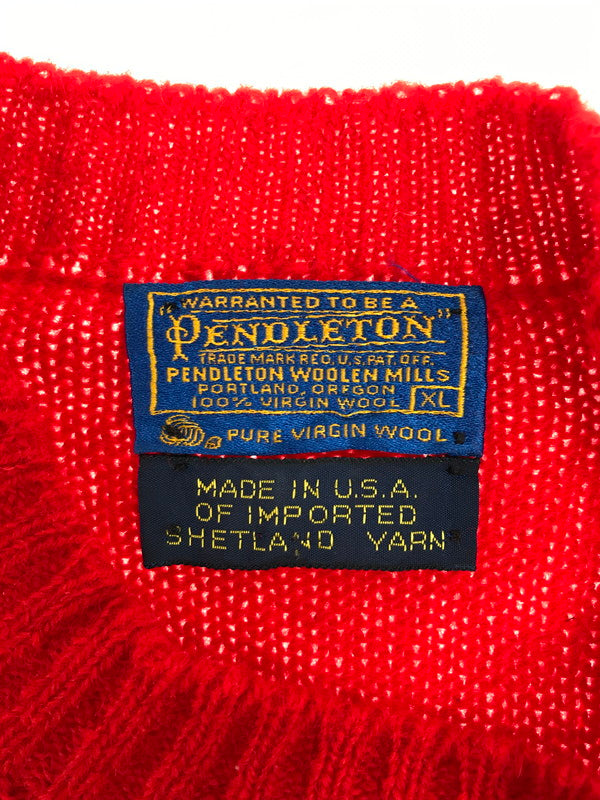 WARRANTED TO BE A
"PENDLETON"
TRADE MARK REG. U.S. PAT. OFF.
PENDLETON WOOLEN MILLS
PORTLAND, OREGON
100% VIRGIN WOOL XL
PURE VIRGIN WOOL
MADE IN U.S.A.
OF IMPORTED
SHETLAND YARN